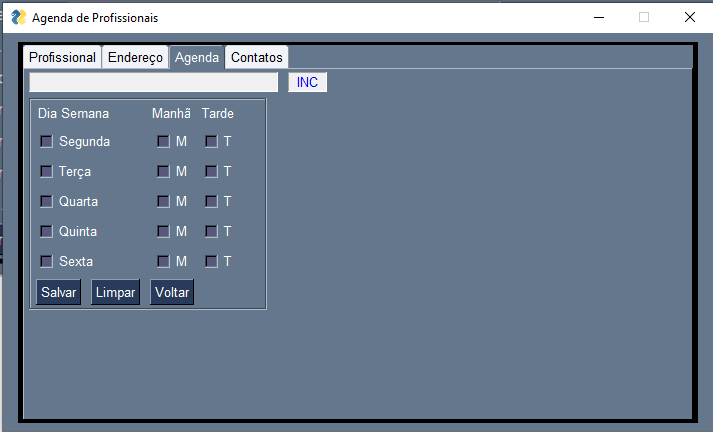 Agenda de Profissionais
Profissional Endereço Agenda Contatos
INC
Dia Semana Manhã Tarde
Segunda M T
Terça M T
Quarta M T
Quinta M T
Sexta M T
Salvar Limpar Voltar